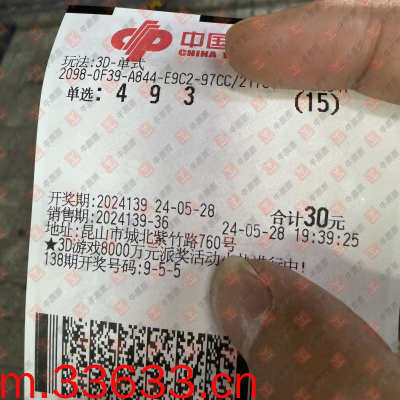 中国
CHINA
玩法:3D-单式
2098-0F39-A844-E9C2-97CC/
单选: 4 9 3 (15)
开奖期:2024139 24-05-28 合计30元
销售期:2024139-36 24-05-28 19:39:25
地址:昆山市城北紫竹路760号
★3D游戏8000万元派奖活动
138期开奖号码:9-5-5
m.33633.cn